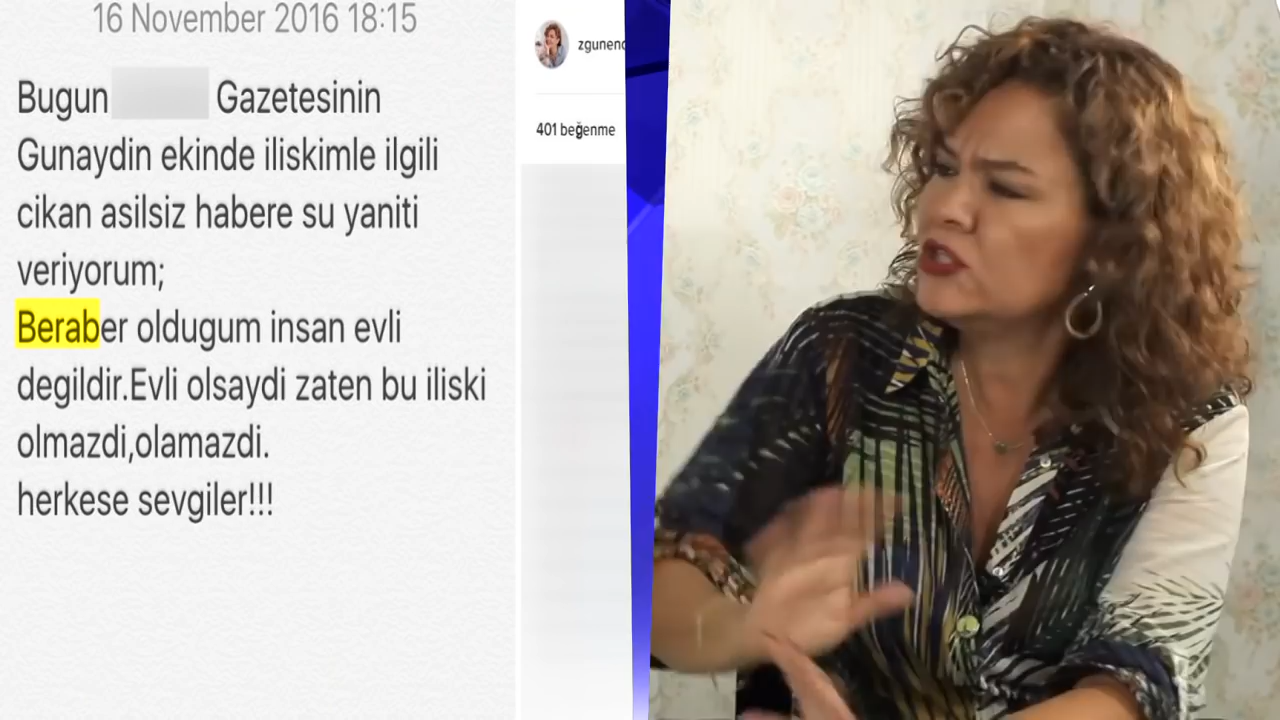 16 November 2016 18:15
Bugun Gazetesinin
Gunaydin ekinde iliskimle ilgili
cikan asilsiz habere su yaniti
veriyorum;
Beraber oldugum insan evli
degildir.Evli olsaydi zaten bu iliski
olmazdi,olamazdi.
herkese sevgiler!!!
zgunend
401 beğenme